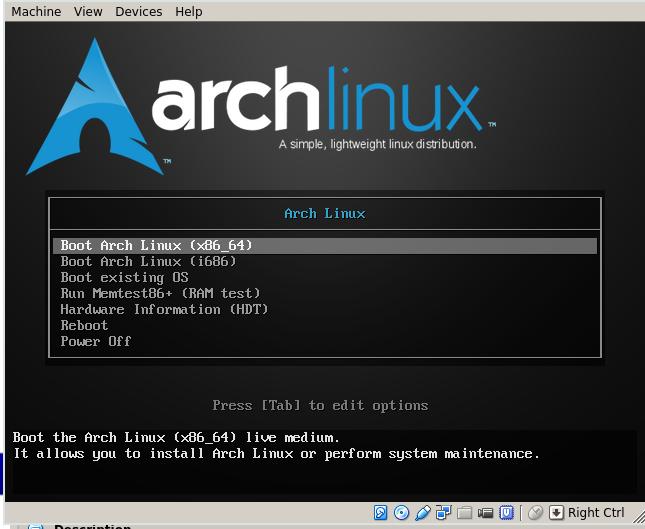 Machine View Devices Help
archlinux™
A simple, lightweight linux distribution.
™
Arch Linux
Boot Arch Linux (x86_64)
Boot Arch Linux (i686)
Boot existing OS
Run Memtest86+ (RAM test)
Hardware Information (HDT)
Reboot
Power Off
Press [Tab] to edit options
Boot the Arch Linux (x86_64) live medium.
It allows you to install Arch Linux or perform system maintenance.
Right Ctrl
Description